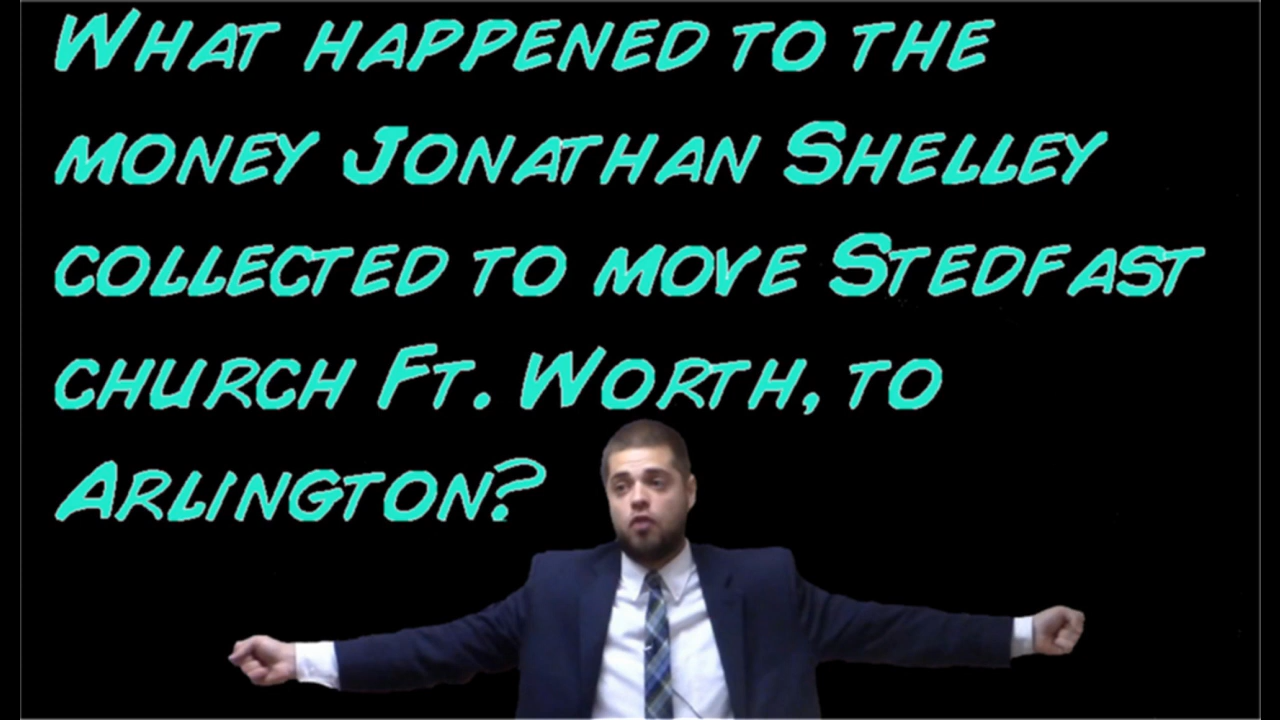 What happened to the
money Jonathan Shelley
collected to move Stedfast
church Ft. Worth, to
Arlington?